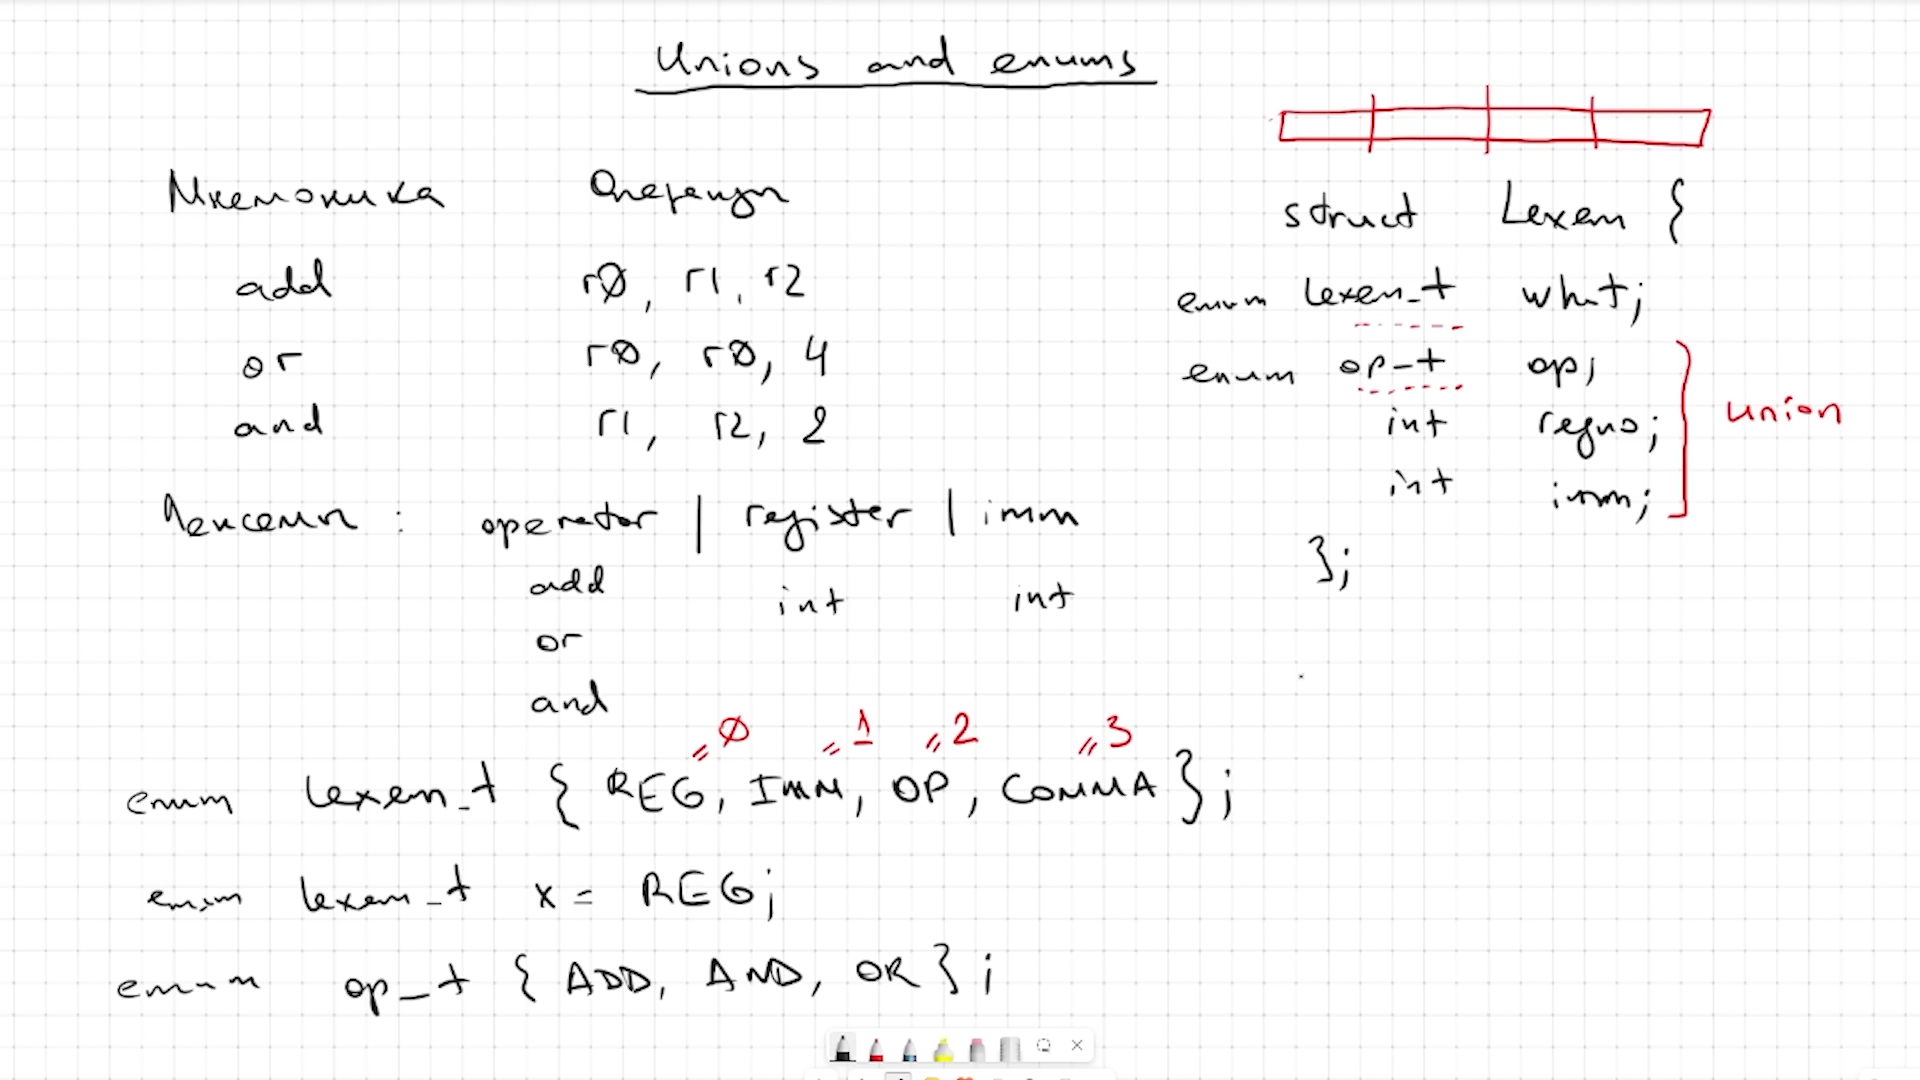 Unions and enums
Мнемоника Операнды
add r0, r1, r2
or r0, r0, 4
and r1, r2, 2
Лексемы : operator | register | imm
add int int
or
and
=0 =1 =2 =3
enum lexem_t { REG, IMM, OP, COMMA };
enum lexem_t x = REG;
enum op_t { ADD, AND, OR };
struct Lexem {
enum lexem_t what;
enum op_t op;
int regno;
int imm;
};
union